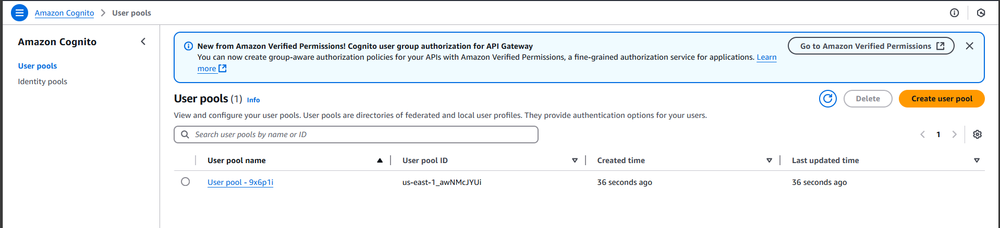 Amazon Cognito > User pools
Amazon Cognito
User pools
Identity pools
New from Amazon Verified Permissions! Cognito user group authorization for API Gateway
You can now create group-aware authorization policies for your APIs with Amazon Verified Permissions, a fine-grained authorization service for applications. Learn
more
Go to Amazon Verified Permissions
User pools (1) Info
Delete
Create user pool
View and configure your user pools. User pools are directories of federated and local user profiles. They provide authentication options for your users.
Search user pools by name or ID
1
User pool name User pool ID Created time Last updated time
User pool - 9x6p1i us-east-1_awNMcJYUi 36 seconds ago 36 seconds ago